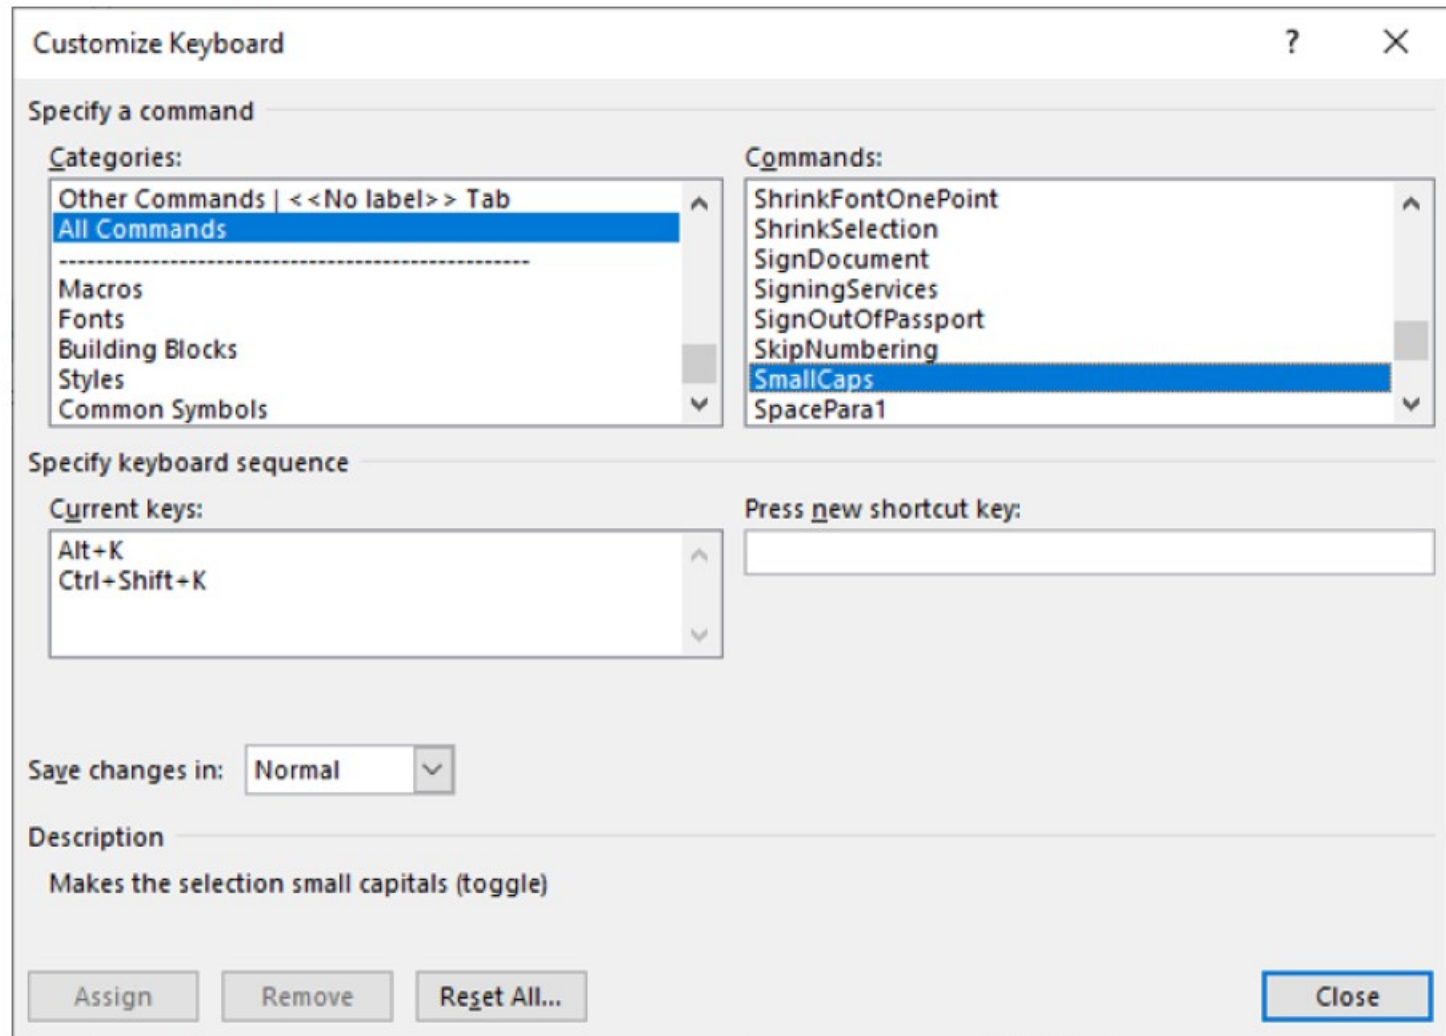 Customize Keyboard
?
Specify a command
Categories:
Other Commands | <<No label>> Tab
All Commands
--------------------------------------------------
Macros
Fonts
Building Blocks
Styles
Common Symbols
Commands:
ShrinkFontOnePoint
ShrinkSelection
SignDocument
SigningServices
SignOutOfPassport
SkipNumbering
SmallCaps
SpacePara1
Specify keyboard sequence
Current keys:
Alt+K
Ctrl+Shift+K
Press new shortcut key:
Save changes in: Normal
Description
Makes the selection small capitals (toggle)
Assign Remove Reset All... Close